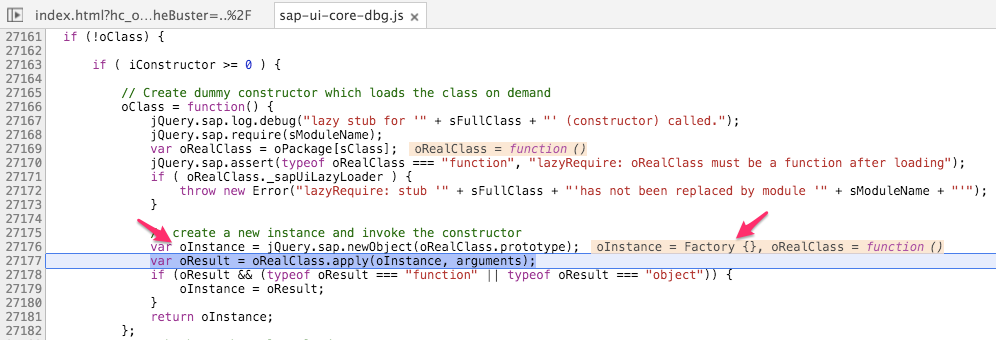 index.html?hc_o...heBuster=..%2F sap-ui-core-dbg.js ×
27161 if (!oClass) {
27162
27163 if ( iConstructor >= 0 ) {
27164
27165 // Create dummy constructor which loads the class on demand
27166 oClass = function() {
27167 jQuery.sap.log.debug("lazy stub for '" + sFullClass + "' (constructor) called.");
27168 jQuery.sap.require(sModuleName);
27169 var oRealClass = oPackage[sClass]; oRealClass = function ()
27170 jQuery.sap.assert(typeof oRealClass === "function", "lazyRequire: oRealClass must be a function after loading");
27171 if ( oRealClass._sapUiLazyLoader ) {
27172 throw new Error("lazyRequire: stub '" + sFullClass + "'has not been replaced by module '" + sModuleName + "'");
27173 }
27174
27175 / create a new instance and invoke the constructor
27176 var oInstance = jQuery.sap.newObject(oRealClass.prototype); oInstance = Factory {}, oRealClass = function ()
27177 var oResult = oRealClass.apply(oInstance, arguments);
27178 if (oResult && (typeof oResult === "function" || typeof oResult === "object")) {
27179 oInstance = oResult;
27180 }
27181 return oInstance;
27182 };